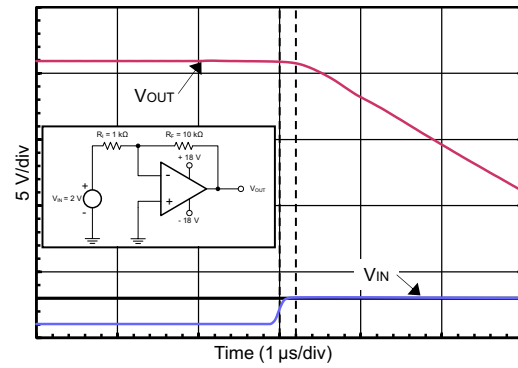 VOUT
5 V/div
RI = 1 kΩ
RF = 10 kΩ
+ 18 V
-
+
VIN = 2 V
+
-
VOUT
- 18 V
VIN
Time (1 µs/div)